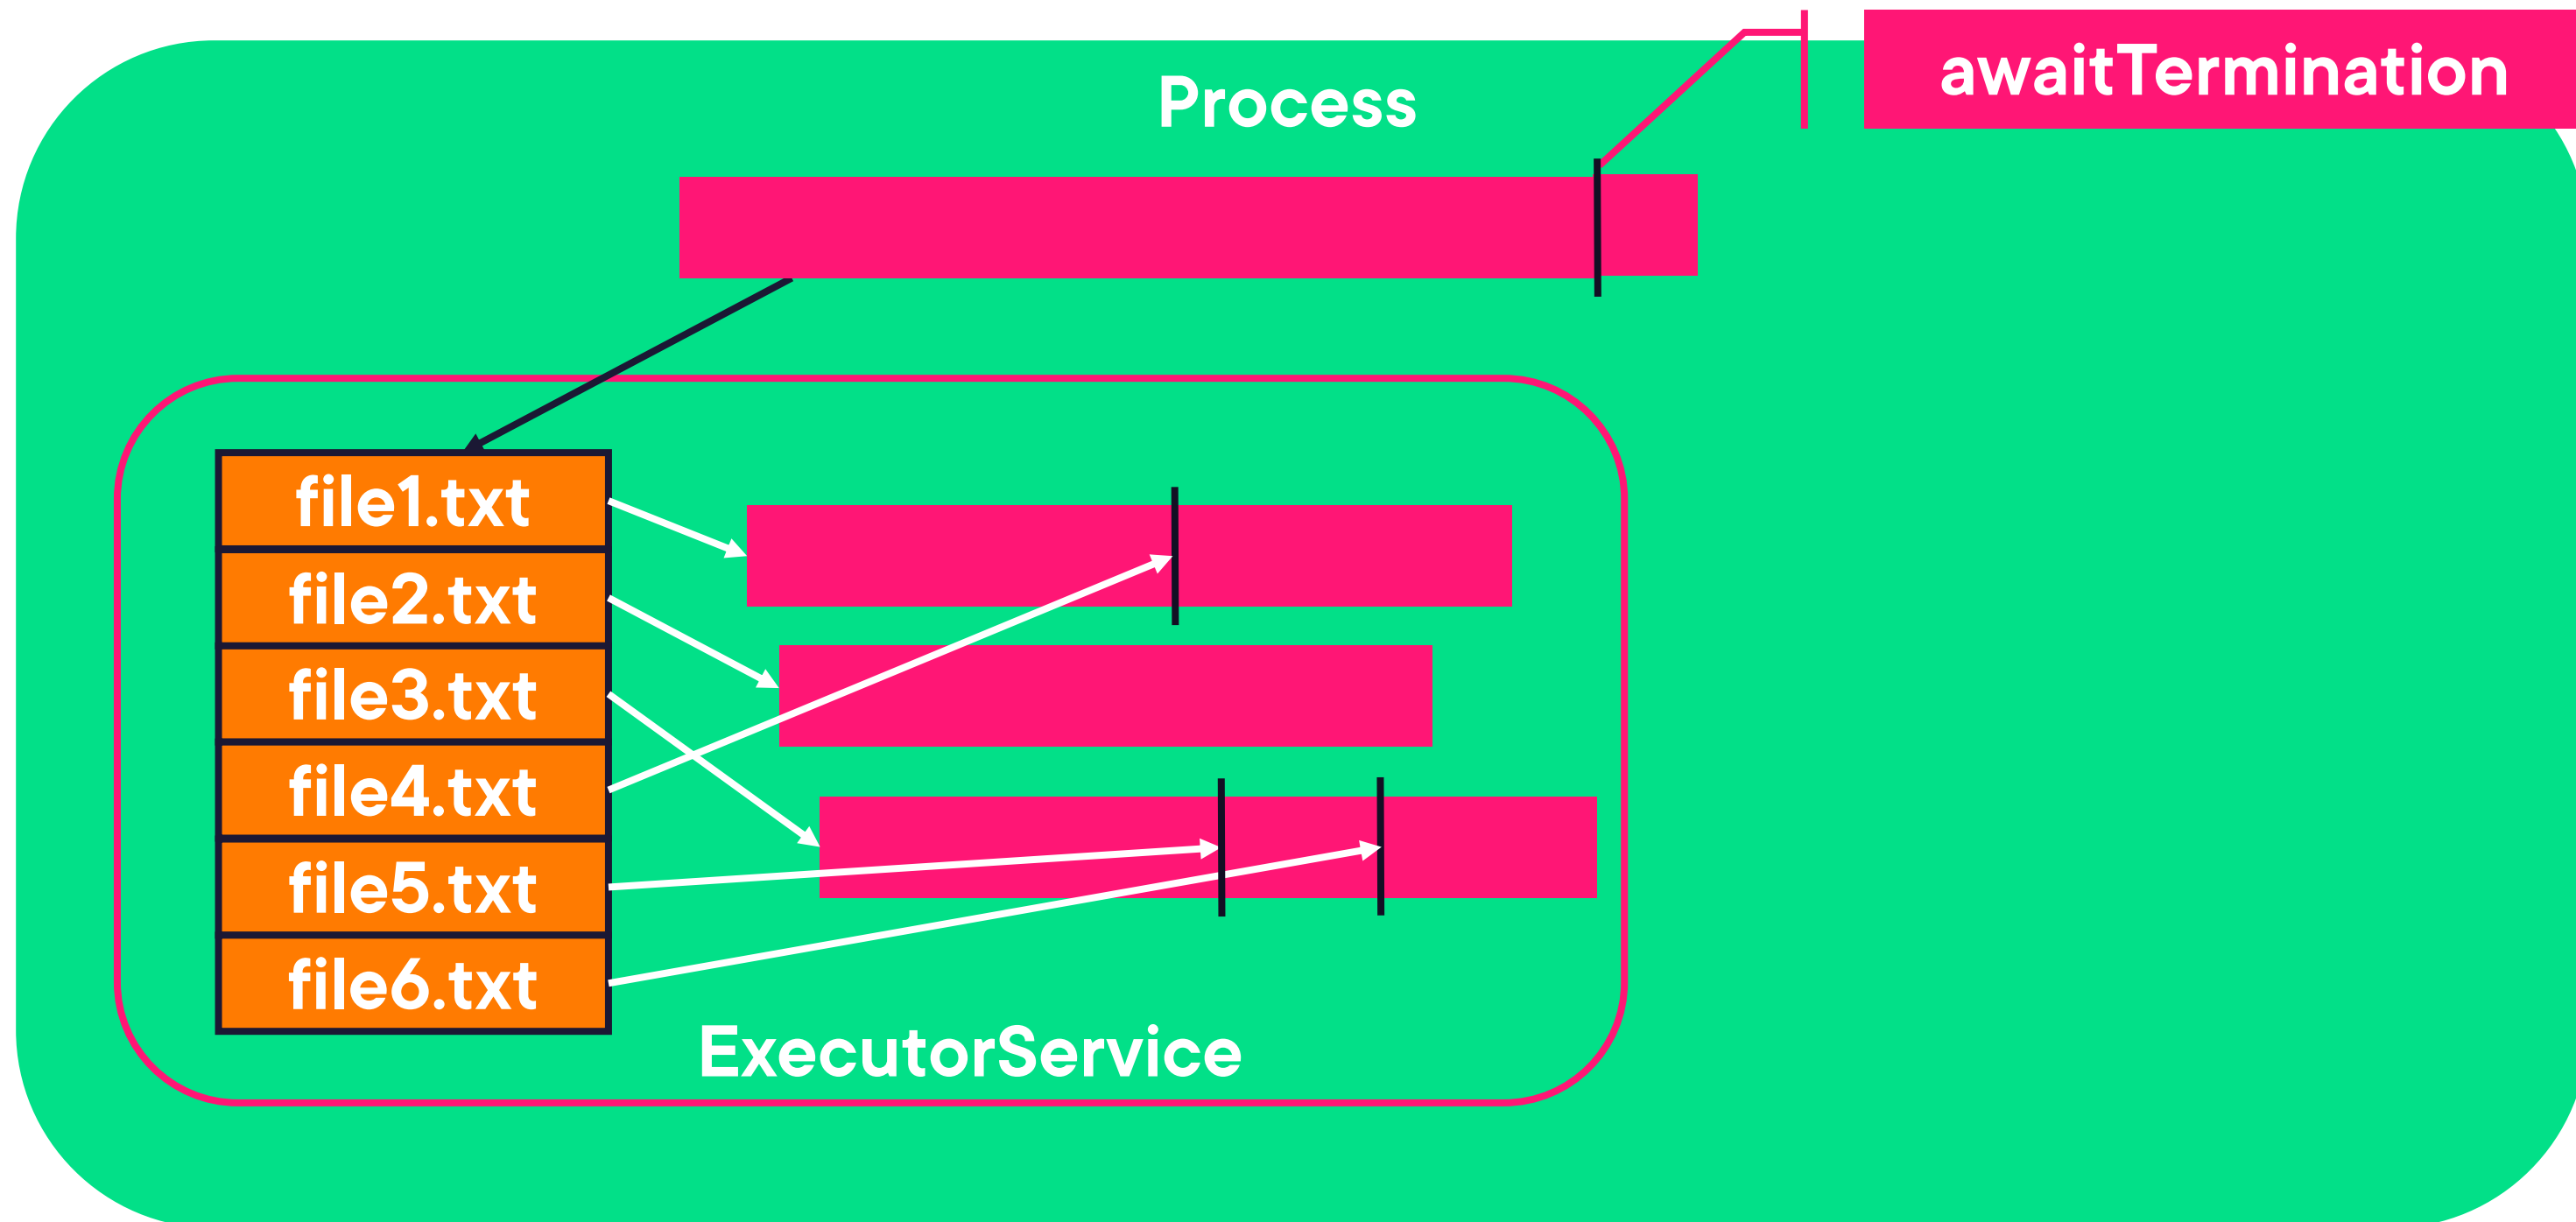 awaitTermination
Process
file1.txt
file2.txt
file3.txt
file4.txt
file5.txt
file6.txt
ExecutorService